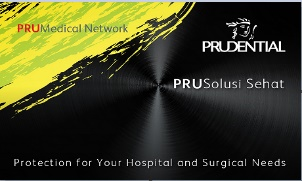 PRUMedical Network
PRUDENTIAL
PRUSolusi Sehat
Protection for Your Hospital and Surgical Needs